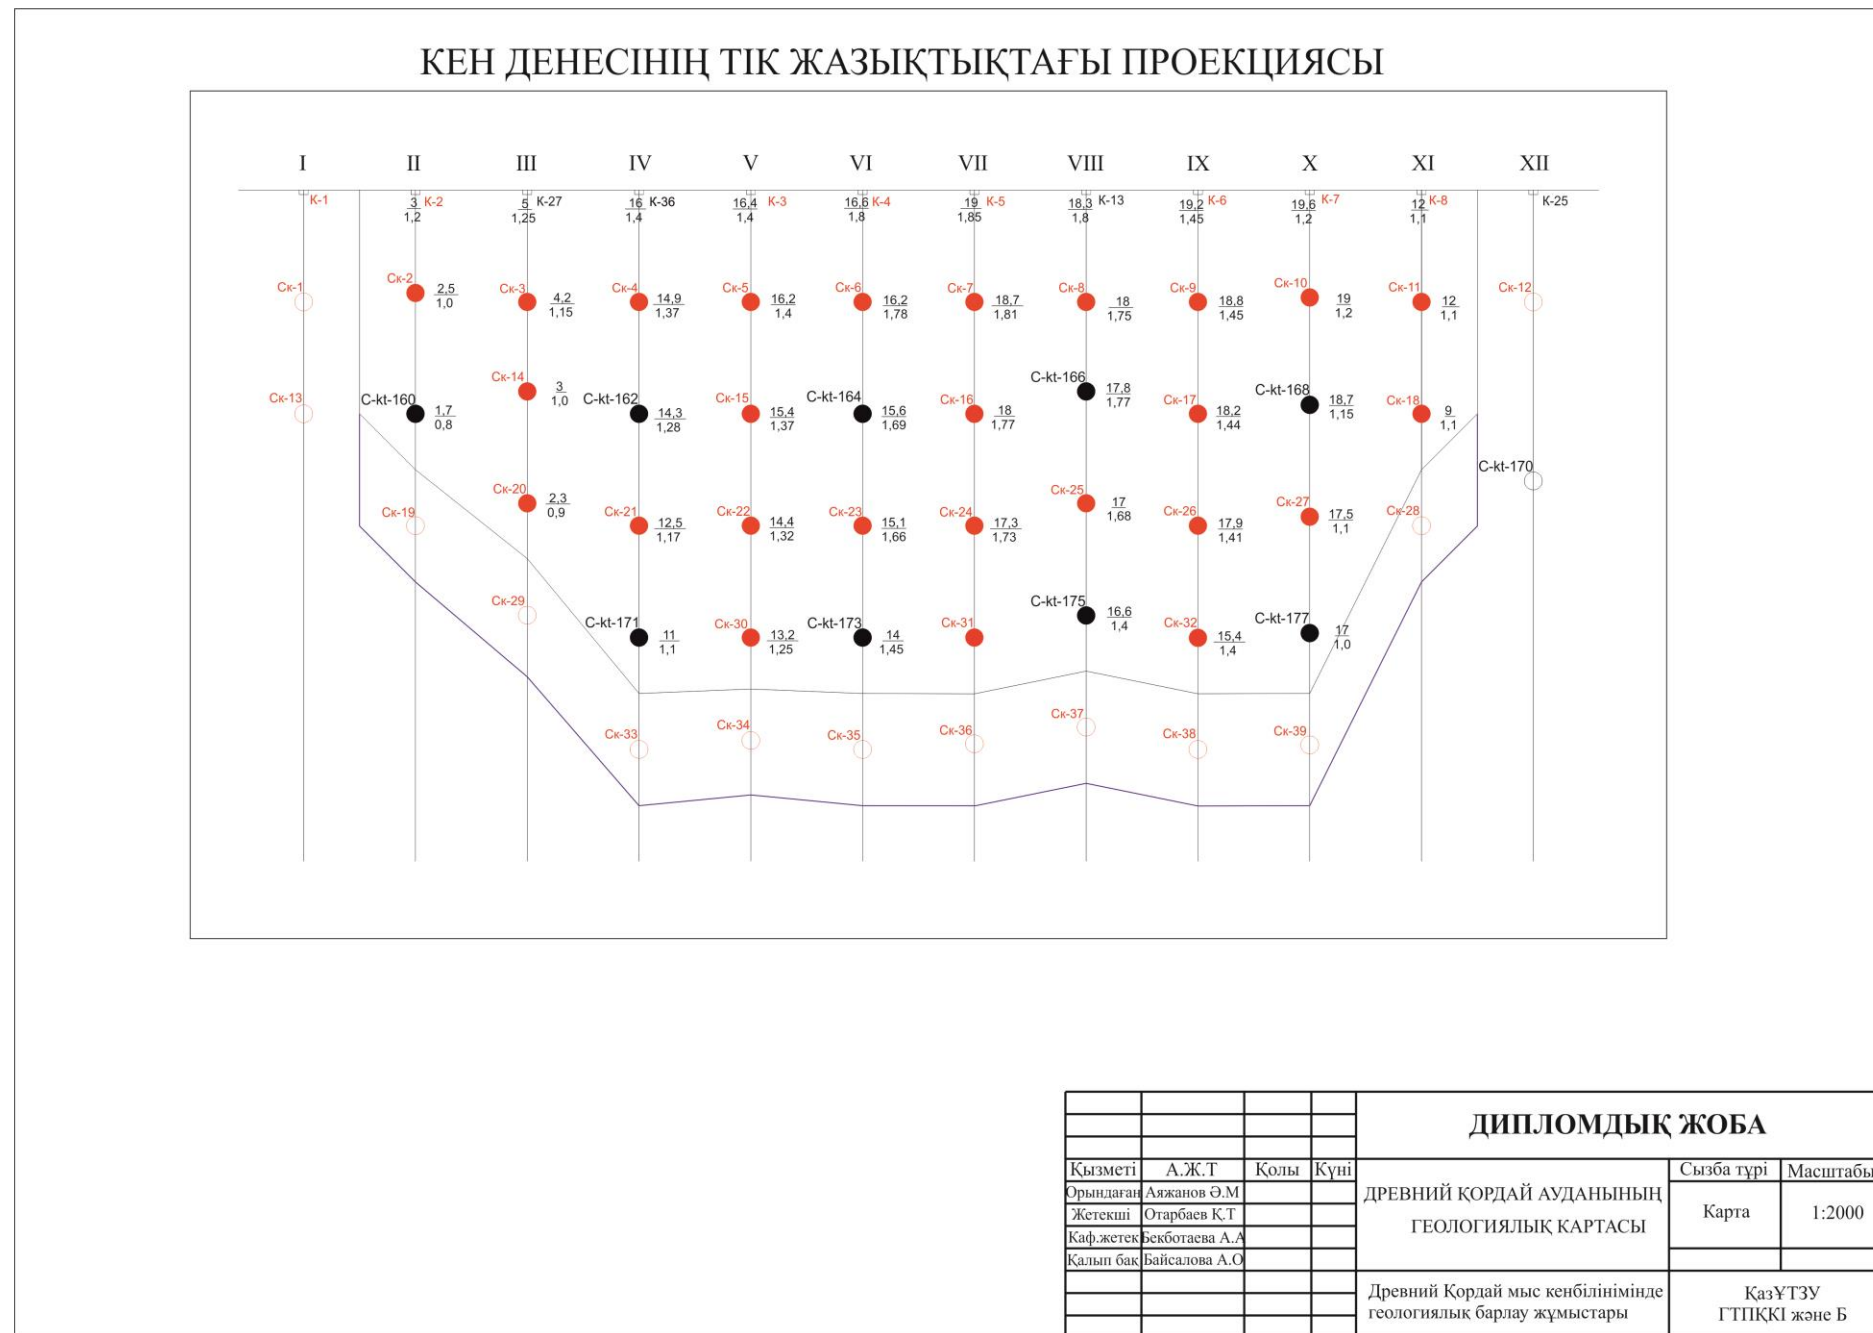 КЕН ДЕНЕСІНІҢ ТІК ЖАЗЫҚТЫҚТАҒЫ ПРОЕКЦИЯСЫ
I II III IV V VI VII VIII IX X XI XII
К-1 3 К-2 5 К-27 16 К-36 16,4 К-3 16,6 К-4 19 К-5 18,3 К-13 19,2 К-6 19,6 К-7 12 К-8 К-25
1,2 1,25 1,4 1,4 1,8 1,85 1,8 1,45 1,2 1,1
Ск-1 Ск-2 2,5 Ск-3 4,2 Ск-4 14,9 Ск-5 16,2 Ск-6 16,2 Ск-7 18,7 Ск-8 18 Ск-9 18,8 Ск-10 19 Ск-11 12 Ск-12
1,0 1,15 1,37 1,4 1,78 1,81 1,75 1,45 1,2 1,1
Ск-13 C-kt-160 1,7 Ск-14 3 C-kt-162 14,3 Ск-15 15,4 C-kt-164 15,6 Ск-16 18 C-kt-166 17,8 Ск-17 18,2 C-kt-168 18,7 Ск-18 9
0,8 1,0 1,28 1,37 1,69 1,77 1,77 1,44 1,15 1,1
C-kt-170
Ск-19 Ск-20 2,3 Ск-21 12,5 Ск-22 14,4 Ск-23 15,1 Ск-24 17,3 Ск-25 17 Ск-26 17,9 Ск-27 17,5 Ск-28
0,9 1,17 1,32 1,66 1,73 1,68 1,41 1,1
Ск-29 C-kt-171 11 Ск-30 13,2 C-kt-173 14 Ск-31 C-kt-175 16,6 Ск-32 15,4 C-kt-177 17
1,1 1,25 1,45 1,4 1,4 1,0
Ск-33 Ск-34 Ск-35 Ск-36 Ск-37 Ск-38 Ск-39
ДИПЛОМДЫҚ ЖОБА
Қызметі А.Ж.Т Қолы Күні
Орындаған Аяжанов Ә.М
Жетекші Отарбаев Қ.Т
Каф.жетек Бекботаева А.А
Қалып бақ Байсалова А.О
ДРЕВНИЙ ҚОРДАЙ АУДАНЫНЫҢ
ГЕОЛОГИЯЛЫҚ КАРТАСЫ
Сызба түрі Масштабы
Карта 1:2000
Древний Қордай мыс кенбілінімінде
геологиялық барлау жұмыстары
ҚазҰТЗУ
ГТПҚКІ және Б